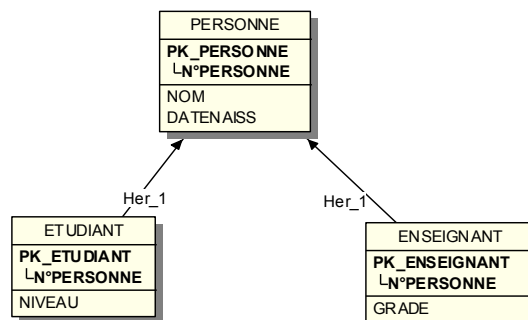 PERSONNE
PK_PERSONNE
└N°PERSONNE
NOM
DATENAISS
Her_1
Her_1
ETUDIANT
PK_ETUDIANT
└N°PERSONNE
NIVEAU
ENSEIGNANT
PK_ENSEIGNANT
└N°PERSONNE
GRADE